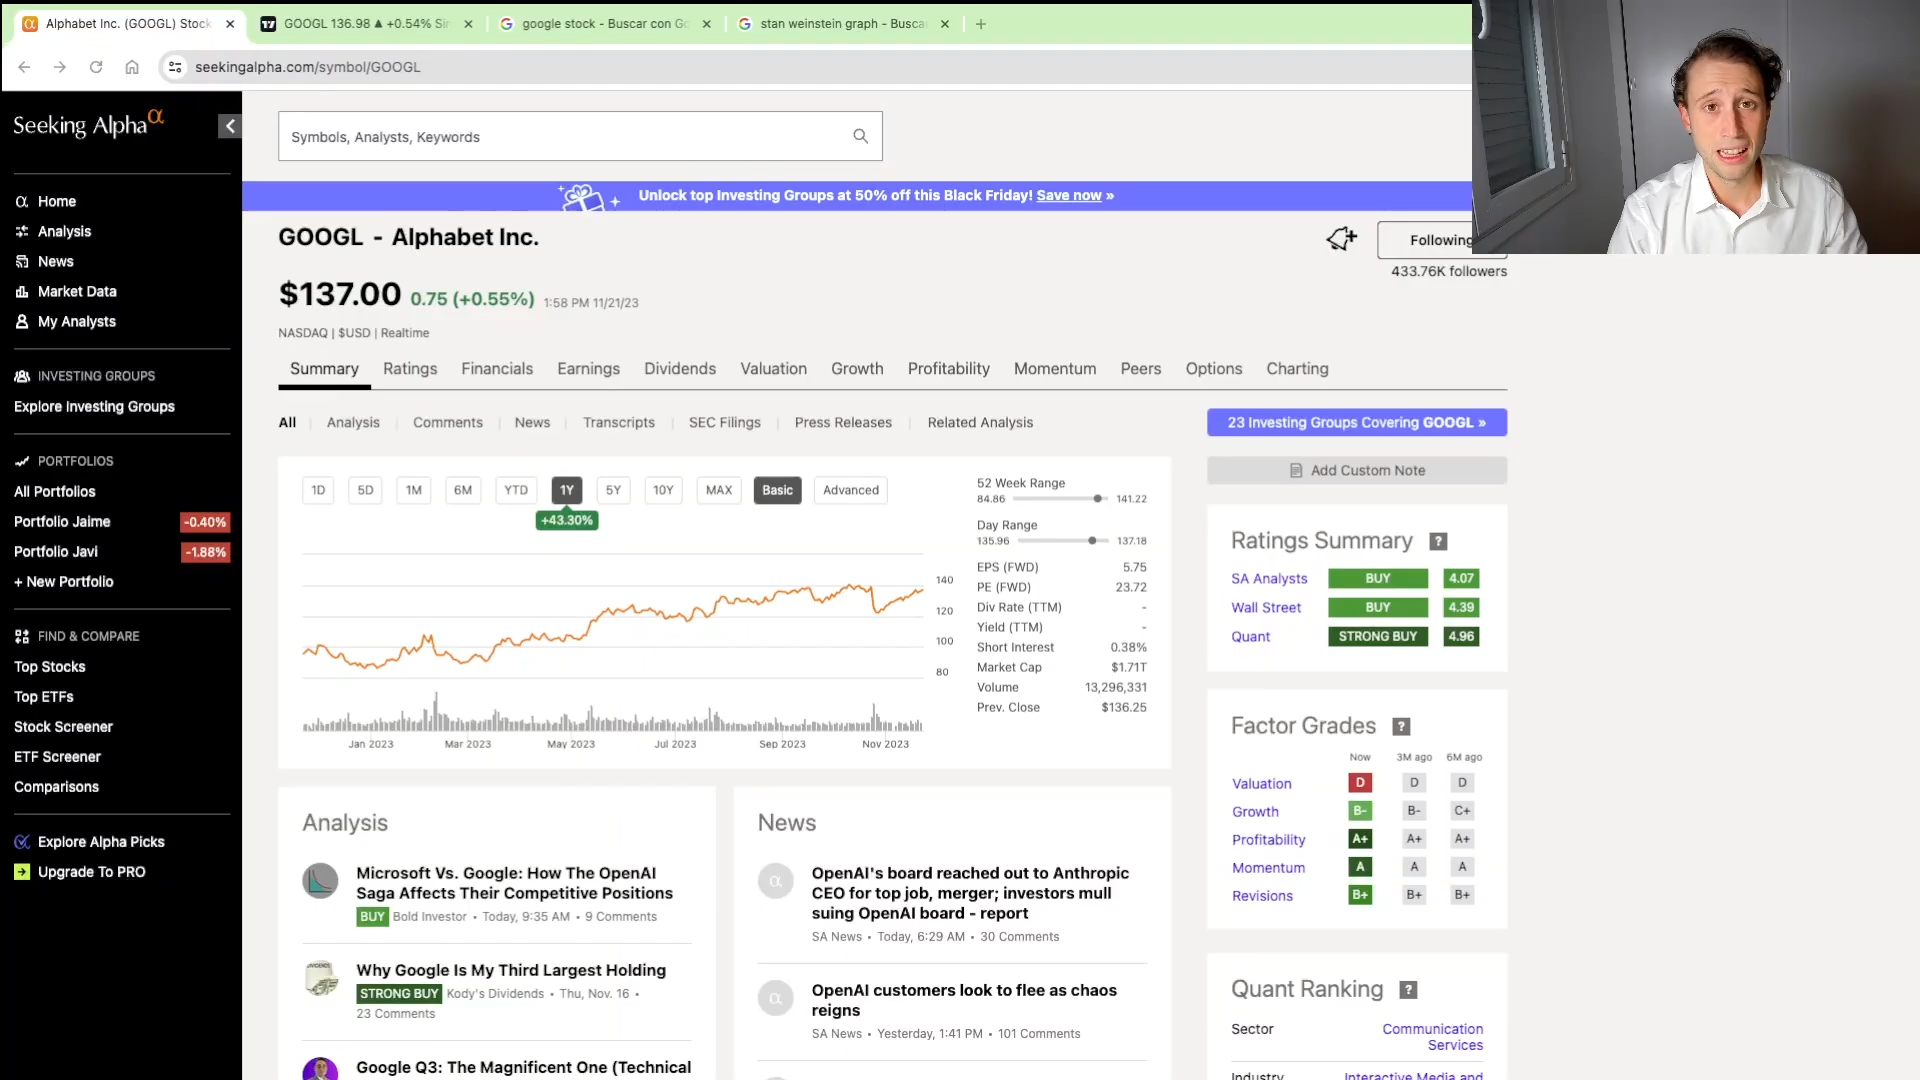 Alphabet Inc. (GOOGL) Stock
GOOGL 136.98 ▲ +0.54% Sin
google stock - Buscar con Go
stan weinstein graph - Busca
seekingalpha.com/symbol/GOOGL
Seeking Alpha α
Home
Analysis
News
Market Data
My Analysts
INVESTING GROUPS
Explore Investing Groups
PORTFOLIOS
All Portfolios
Portfolio Jaime -0.40%
Portfolio Javi -1.88%
+ New Portfolio
FIND & COMPARE
Top Stocks
Top ETFs
Stock Screener
ETF Screener
Comparisons
Explore Alpha Picks
Upgrade To PRO
Symbols, Analysts, Keywords
Unlock top Investing Groups at 50% off this Black Friday! Save now »
GOOGL - Alphabet Inc.
Following
433.76K followers
$137.00 0.75 (+0.55%) 1:58 PM 11/21/23
NASDAQ | $USD | Realtime
Summary Ratings Financials Earnings Dividends Valuation Growth Profitability Momentum Peers Options Charting
All Analysis Comments News Transcripts SEC Filings Press Releases Related Analysis
1D 5D 1M 6M YTD 1Y 5Y 10Y MAX Basic Advanced
+43.30%
140
120
100
80
Jan 2023 Mar 2023 May 2023 Jul 2023 Sep 2023 Nov 2023
52 Week Range
84.86 141.22
Day Range
135.96 137.18
EPS (FWD) 5.75
PE (FWD) 23.72
Div Rate (TTM) -
Yield (TTM) -
Short Interest 0.38%
Market Cap $1.71T
Volume 13,296,331
Prev. Close $136.25
23 Investing Groups Covering GOOGL »
Add Custom Note
Ratings Summary ?
SA Analysts BUY 4.07
Wall Street BUY 4.39
Quant STRONG BUY 4.96
Factor Grades ?
Now 3M ago 6M ago
Valuation D D D
Growth B- B- C+
Profitability A+ A+ A+
Momentum A A A
Revisions B+ B+ B+
Quant Ranking ?
Sector Communication
Services
Industry Interactive Media and
Analysis
Microsoft Vs. Google: How The OpenAI
Saga Affects Their Competitive Positions
BUY Bold Investor • Today, 9:35 AM • 9 Comments
Why Google Is My Third Largest Holding
STRONG BUY Kody's Dividends • Thu, Nov. 16 •
23 Comments
Google Q3: The Magnificent One (Technical
News
OpenAI's board reached out to Anthropic
CEO for top job, merger; investors mull
suing OpenAI board - report
SA News • Today, 6:29 AM • 30 Comments
OpenAI customers look to flee as chaos
reigns
SA News • Yesterday, 1:41 PM • 101 Comments